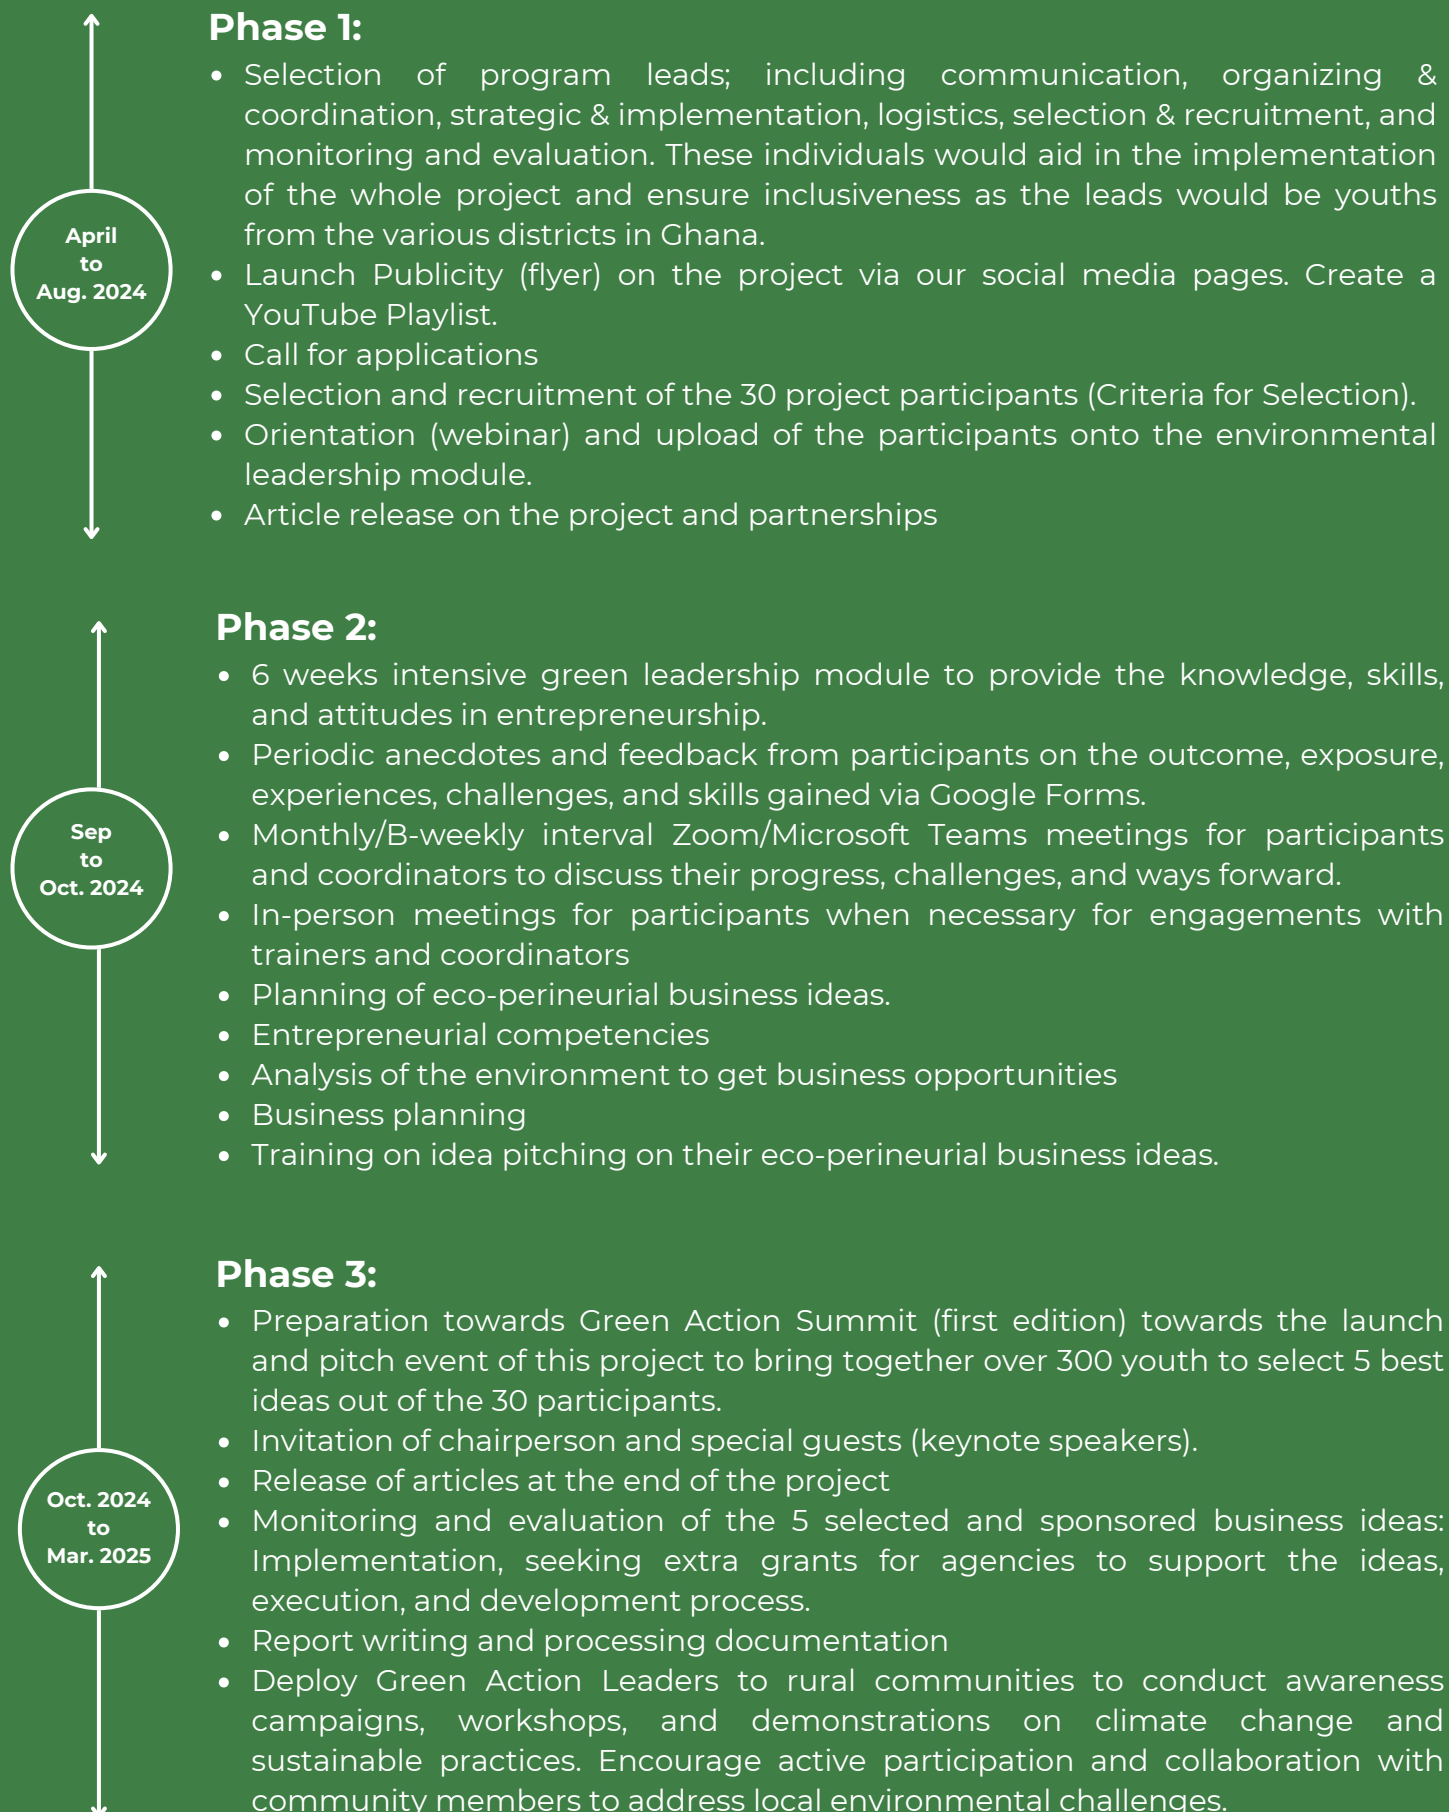 Phase 1:
• Selection of program leads; including communication, organizing &
coordination, strategic & implementation, logistics, selection & recruitment, and
monitoring and evaluation. These individuals would aid in the implementation
of the whole project and ensure inclusiveness as the leads would be youths
from the various districts in Ghana.
• Launch Publicity (flyer) on the project via our social media pages. Create a
YouTube Playlist.
• Call for applications
• Selection and recruitment of the 30 project participants (Criteria for Selection).
• Orientation (webinar) and upload of the participants onto the environmental
leadership module.
• Article release on the project and partnerships
April
to
Aug. 2024
Phase 2:
• 6 weeks intensive green leadership module to provide the knowledge, skills,
and attitudes in entrepreneurship.
• Periodic anecdotes and feedback from participants on the outcome, exposure,
experiences, challenges, and skills gained via Google Forms.
• Monthly/B-weekly interval Zoom/Microsoft Teams meetings for participants
and coordinators to discuss their progress, challenges, and ways forward.
• In-person meetings for participants when necessary for engagements with
trainers and coordinators
• Planning of eco-perineurial business ideas.
• Entrepreneurial competencies
• Analysis of the environment to get business opportunities
• Business planning
• Training on idea pitching on their eco-perineurial business ideas.
Sep
to
Oct. 2024
Phase 3:
• Preparation towards Green Action Summit (first edition) towards the launch
and pitch event of this project to bring together over 300 youth to select 5 best
ideas out of the 30 participants.
• Invitation of chairperson and special guests (keynote speakers).
• Release of articles at the end of the project
• Monitoring and evaluation of the 5 selected and sponsored business ideas:
Implementation, seeking extra grants for agencies to support the ideas,
execution, and development process.
• Report writing and processing documentation
• Deploy Green Action Leaders to rural communities to conduct awareness
campaigns, workshops, and demonstrations on climate change and
sustainable practices. Encourage active participation and collaboration with
community members to address local environmental challenges.
Oct. 2024
to
Mar. 2025